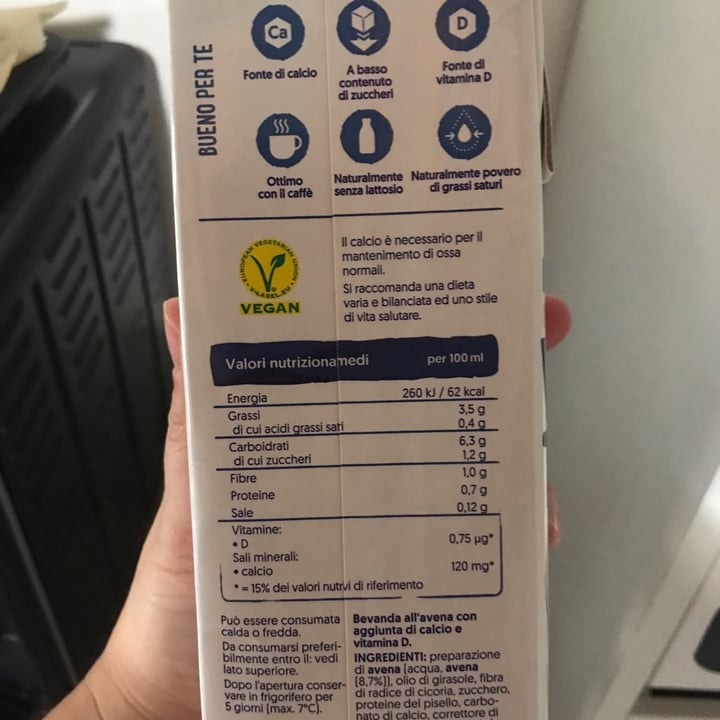 BUENO PER TE
Ca
Fonte di calcio
A basso
contenuto
di zuccheri
D
Fonte di
vitamina D
Ottimo
con il caffè
Naturalmente
senza lattosio
Naturalmente povero
di grassi saturi
EUROPEAN VEGETARIAN UNION
V-LABEL.EU
VEGAN
Il calcio è necessario per il
mantenimento di ossa
normali.
Si raccomanda una dieta
varia e bilanciata ed uno stile
di vita salutare.
Valori nutrizionamedi per 100 ml
Energia 260 kJ / 62 kcal
Grassi 3,5 g
di cui acidi grassi sati 0,4 g
Carboidrati 6,3 g
di cui zuccheri 1,2 g
Fibre 1,0 g
Proteine 0,7 g
Sale 0,12 g
Vitamine:
• D 0,75 µg*
Sali minerali:
• calcio 120 mg*
* = 15% dei valori nutrvi di riferimento
Può essere consumata
calda o fredda.
Da consumarsi preferi-
bilmente entro il: vedi
lato superiore.
Dopo l'apertura conser-
vare in frigorifero per
5 giorni (max. 7°C).
Bevanda all'avena con
aggiunta di calcio e
vitamina D.
INGREDIENTI: preparazione
di avena (acqua, avena
(8,7%)), olio di girasole, fibra
di radice di cicoria, zucchero,
proteine del pisello, carbo-
nato di calcio, correttore di